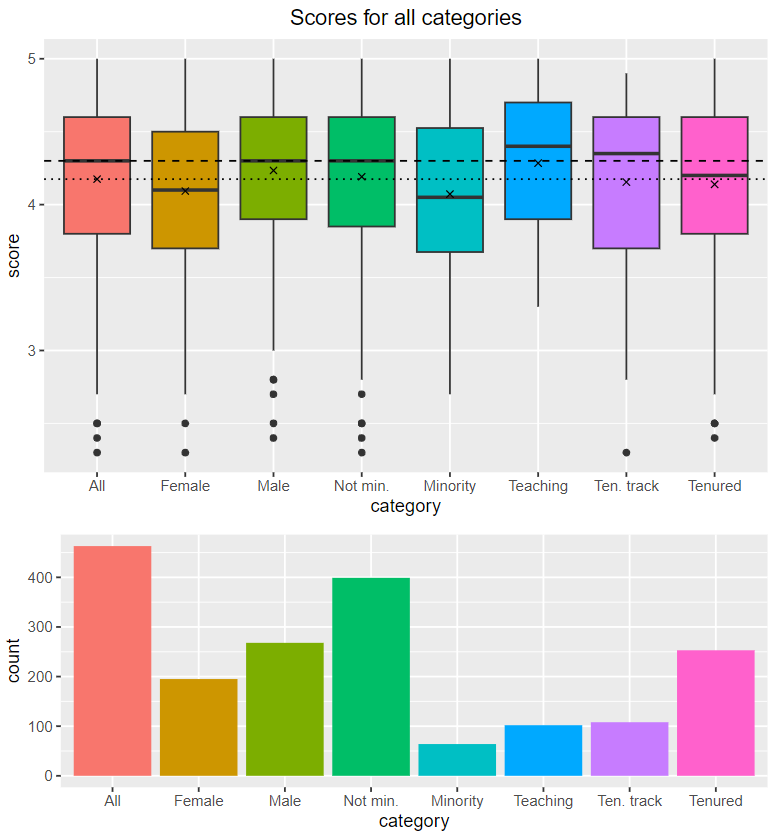 Scores for all categories
5
4
3
score
All Female Male Not min. Minority Teaching Ten. track Tenured
category
400
300
200
100
0
count
All Female Male Not min. Minority Teaching Ten. track Tenured
category